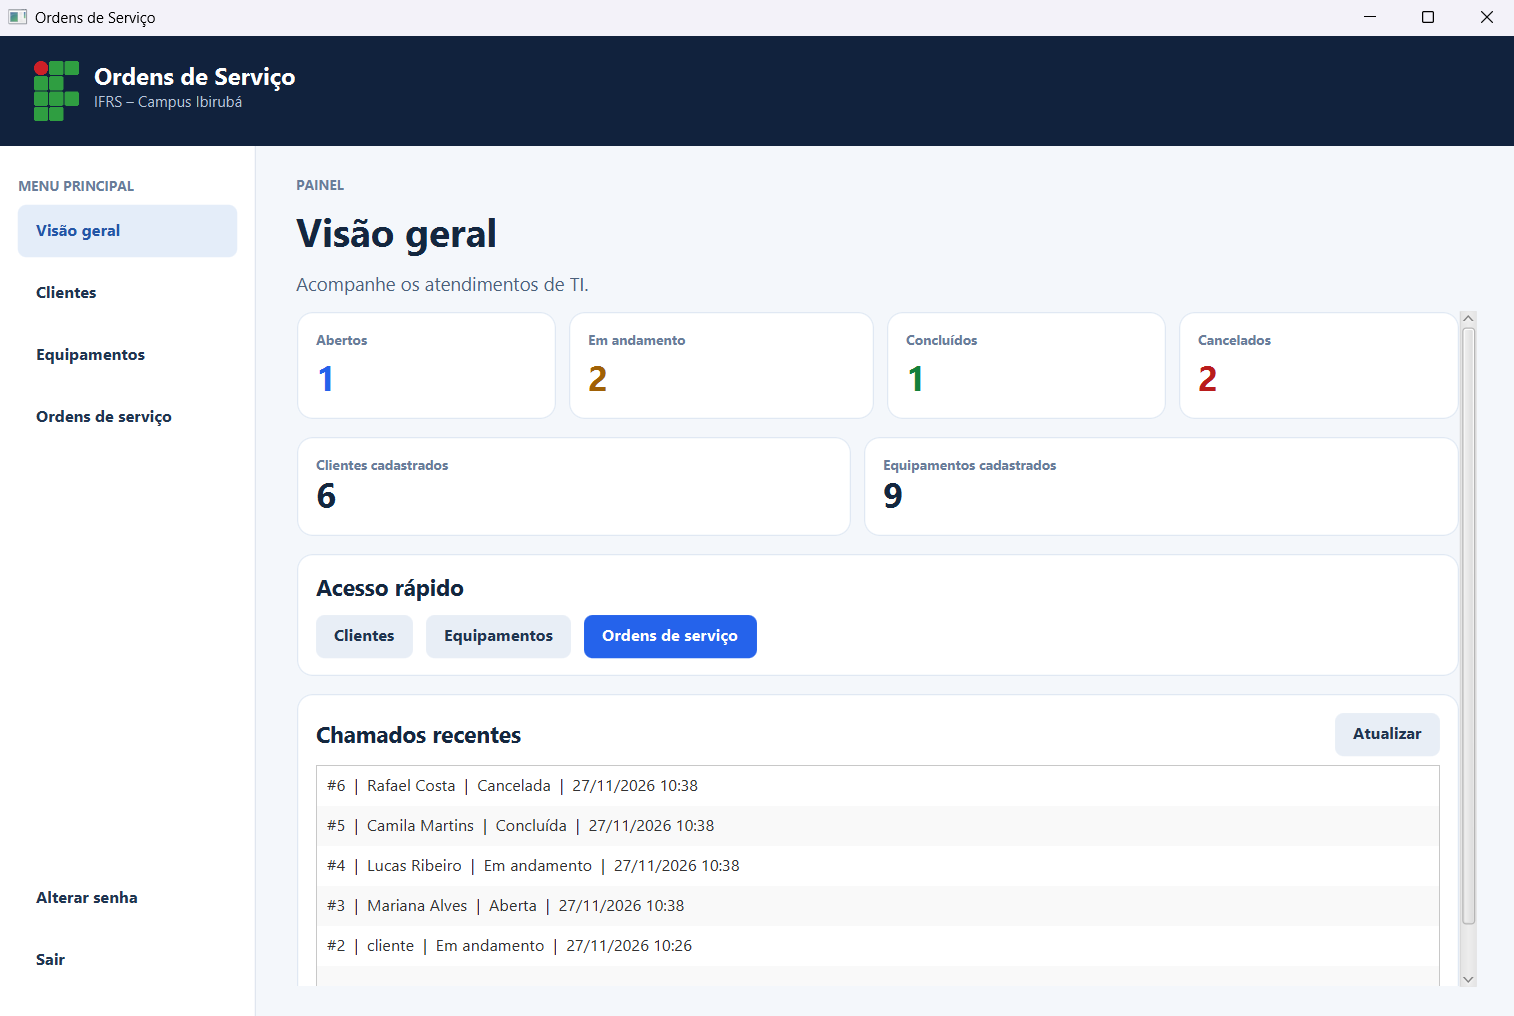 Ordens de Serviço
Ordens de Serviço
IFRS – Campus Ibirubá
MENU PRINCIPAL
Visão geral
Clientes
Equipamentos
Ordens de serviço
Alterar senha
Sair
PAINEL
Visão geral
Acompanhe os atendimentos de TI.
Abertos
1
Em andamento
2
Concluídos
1
Cancelados
2
Clientes cadastrados
6
Equipamentos cadastrados
9
Acesso rápido
Clientes
Equipamentos
Ordens de serviço
Chamados recentes
Atualizar
#6 | Rafael Costa | Cancelada | 27/11/2026 10:38
#5 | Camila Martins | Concluída | 27/11/2026 10:38
#4 | Lucas Ribeiro | Em andamento | 27/11/2026 10:38
#3 | Mariana Alves | Aberta | 27/11/2026 10:38
#2 | cliente | Em andamento | 27/11/2026 10:26